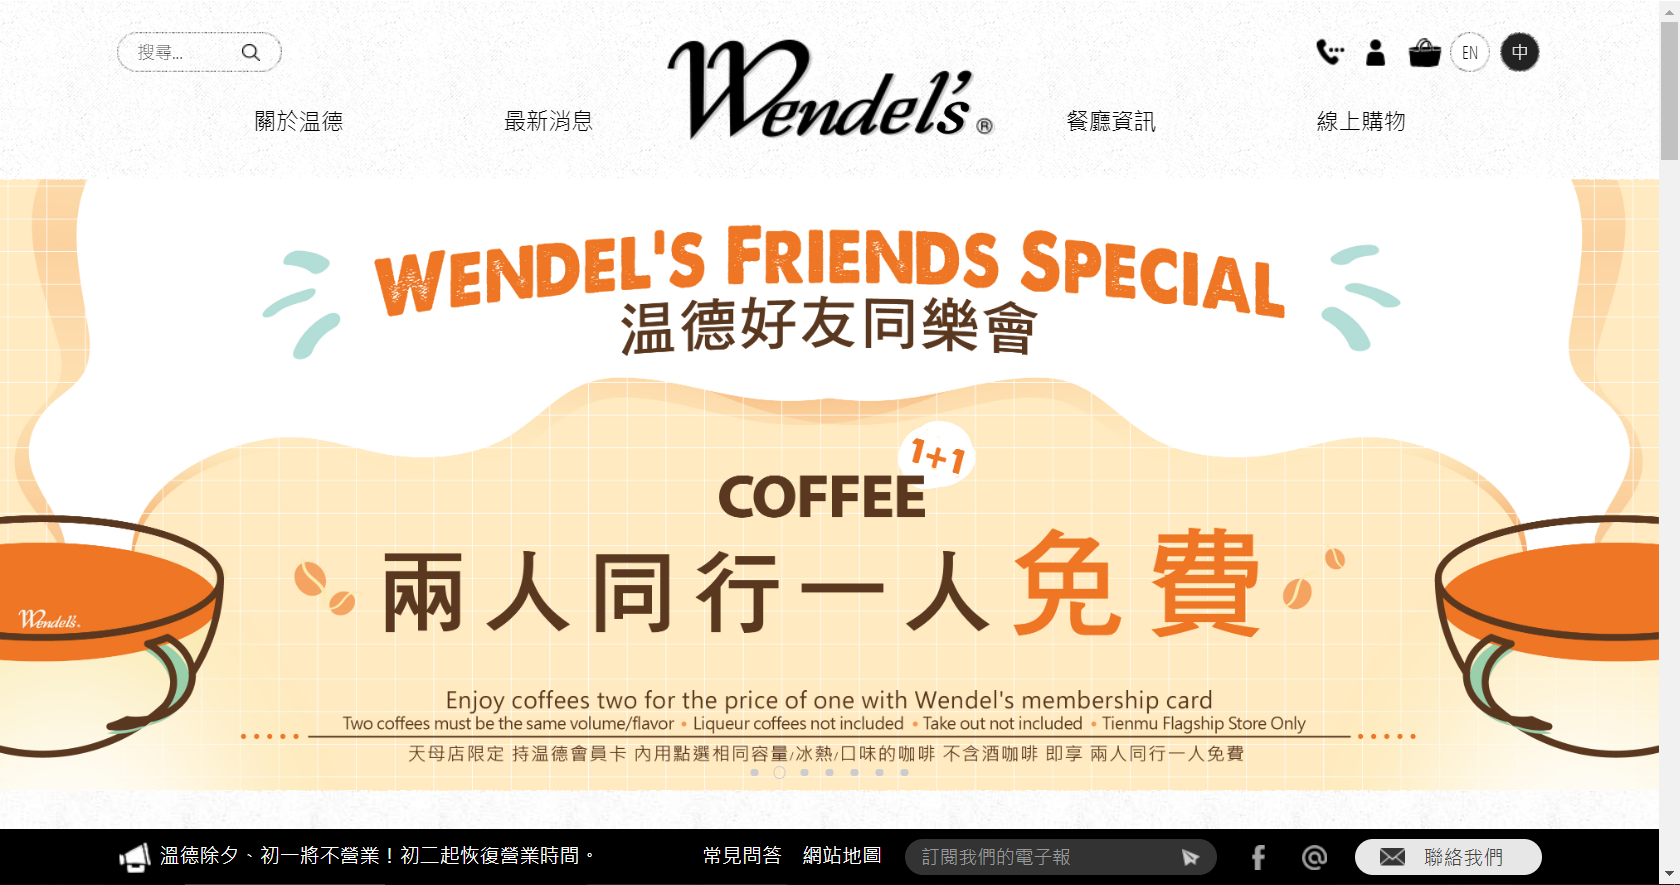 搜尋...
Wendel's ®
EN
中
關於温德
最新消息
餐廳資訊
線上購物
WENDEL'S FRIENDS SPECIAL
温德好友同樂會
1+1
COFFEE
兩人同行一人免費
Wendel's
Enjoy coffees two for the price of one with Wendel's membership card
Two coffees must be the same volume/flavor • Liqueur coffees not included • Take out not included • Tienmu Flagship Store Only
天母店限定 持温德會員卡 內用點選相同容量/冰熱/口味的咖啡 不含酒咖啡 即享 兩人同行一人免費
溫德除夕、初一將不營業！初二起恢復營業時間。
常見問答
網站地圖
訂閱我們的電子報
聯絡我們